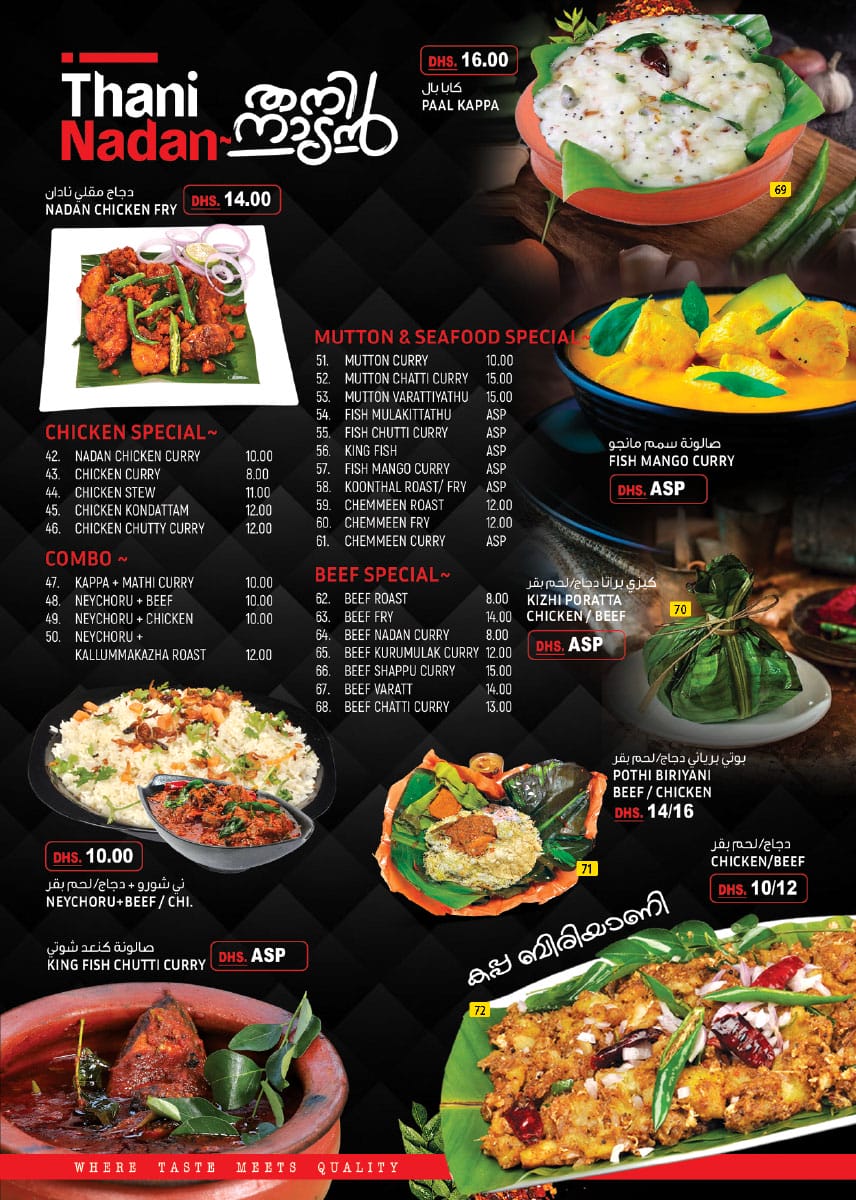 Thani
Nadan~
തനി
നാടൻ
DHS. 16.00
كابا بال
PAAL KAPPA
69
دجاج مقلي نادان
NADAN CHICKEN FRY
DHS. 14.00
CHICKEN SPECIAL~
42. NADAN CHICKEN CURRY 10.00
43. CHICKEN CURRY 8.00
44. CHICKEN STEW 11.00
45. CHICKEN KONDATTAM 12.00
46. CHICKEN CHUTTY CURRY 12.00
COMBO ~
47. KAPPA + MATHI CURRY 10.00
48. NEYCHORU + BEEF 10.00
49. NEYCHORU + CHICKEN 10.00
50. NEYCHORU +
KALLUMMAKAZHA ROAST 12.00
MUTTON & SEAFOOD SPECIAL~
51. MUTTON CURRY 10.00
52. MUTTON CHATTI CURRY 15.00
53. MUTTON VARATTIYATHU 15.00
54. FISH MULAKITTATHU ASP
55. FISH CHUTTI CURRY ASP
56. KING FISH ASP
57. FISH MANGO CURRY ASP
58. KOONTHAL ROAST/ FRY ASP
59. CHEMMEEN ROAST 12.00
60. CHEMMEEN FRY 12.00
61. CHEMMEEN CURRY ASP
BEEF SPECIAL~
62. BEEF ROAST 8.00
63. BEEF FRY 14.00
64. BEEF NADAN CURRY 8.00
65. BEEF KURUMULAK CURRY 12.00
66. BEEF SHAPPU CURRY 15.00
67. BEEF VARATT 14.00
68. BEEF CHATTI CURRY 13.00
صالونة سمم مانجو
FISH MANGO CURRY
DHS. ASP
كيزي براتا دجاج/لحم بقر
KIZHI PORATTA
CHICKEN / BEEF
DHS. ASP
70
بوتي برياني دجاج/لحم بقر
POTHI BIRIYANI
BEEF / CHICKEN
DHS. 14/16
71
DHS. 10.00
ني شورو + دجاج/لحم بقر
NEYCHORU+BEEF / CHI.
دجاج/لحم بقر
CHICKEN/BEEF
DHS. 10/12
കപ്പ ബിരിയാണി
72
صالونة كنعد شوتي
KING FISH CHUTTI CURRY
DHS. ASP
WHERE TASTE MEETS QUALITY